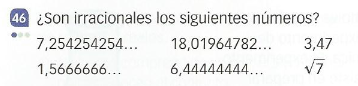 46 ¿Son irracionales los siguientes números?
7,254254254... 18,01964782... 3,47
1,5666666... 6,44444444... √7